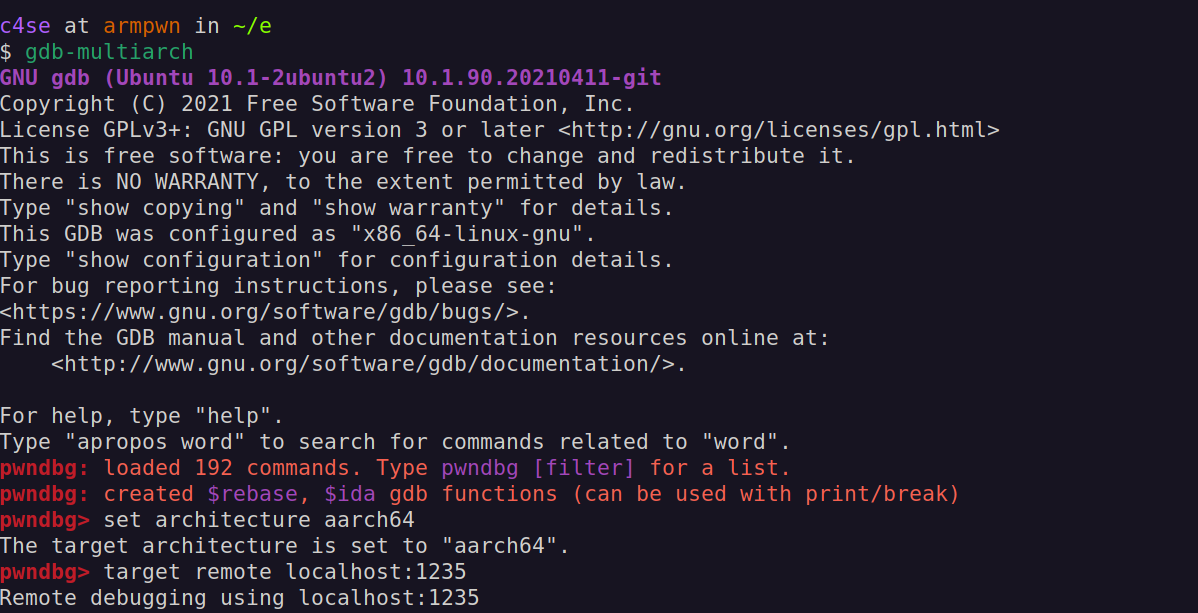 c4se at armpwn in ~/e
$ gdb-multiarch
GNU gdb (Ubuntu 10.1-2ubuntu2) 10.1.90.20210411-git
Copyright (C) 2021 Free Software Foundation, Inc.
License GPLv3+: GNU GPL version 3 or later <http://gnu.org/licenses/gpl.html>
This is free software: you are free to change and redistribute it.
There is NO WARRANTY, to the extent permitted by law.
Type "show copying" and "show warranty" for details.
This GDB was configured as "x86_64-linux-gnu".
Type "show configuration" for configuration details.
For bug reporting instructions, please see:
<https://www.gnu.org/software/gdb/bugs/>.
Find the GDB manual and other documentation resources online at:
    <http://www.gnu.org/software/gdb/documentation/>.

For help, type "help".
Type "apropos word" to search for commands related to "word".
pwndbg: loaded 192 commands. Type pwndbg [filter] for a list.
pwndbg: created $rebase, $ida gdb functions (can be used with print/break)
pwndbg> set architecture aarch64
The target architecture is set to "aarch64".
pwndbg> target remote localhost:1235
Remote debugging using localhost:1235